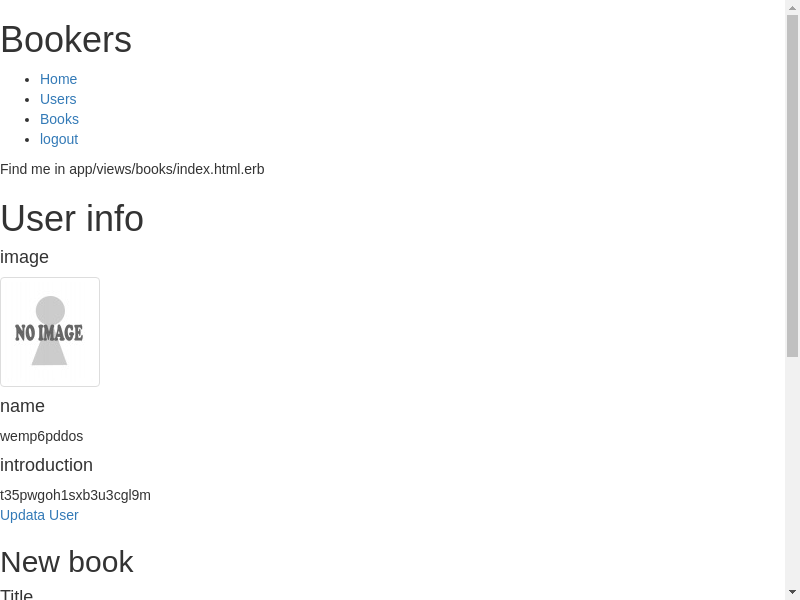 Bookers
Home
Users
Books
logout
Find me in app/views/books/index.html.erb
User info
image
NO IMAGE
name
wemp6pddos
introduction
t35pwgoh1sxb3u3cgl9m
Updata User
New book
Title